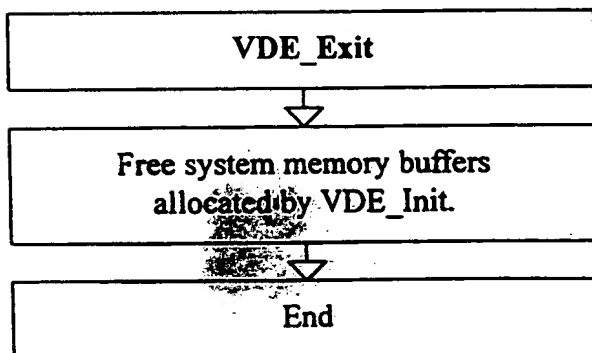 VDE_Exit
Free system memory buffers
allocated by VDE_Init.
End